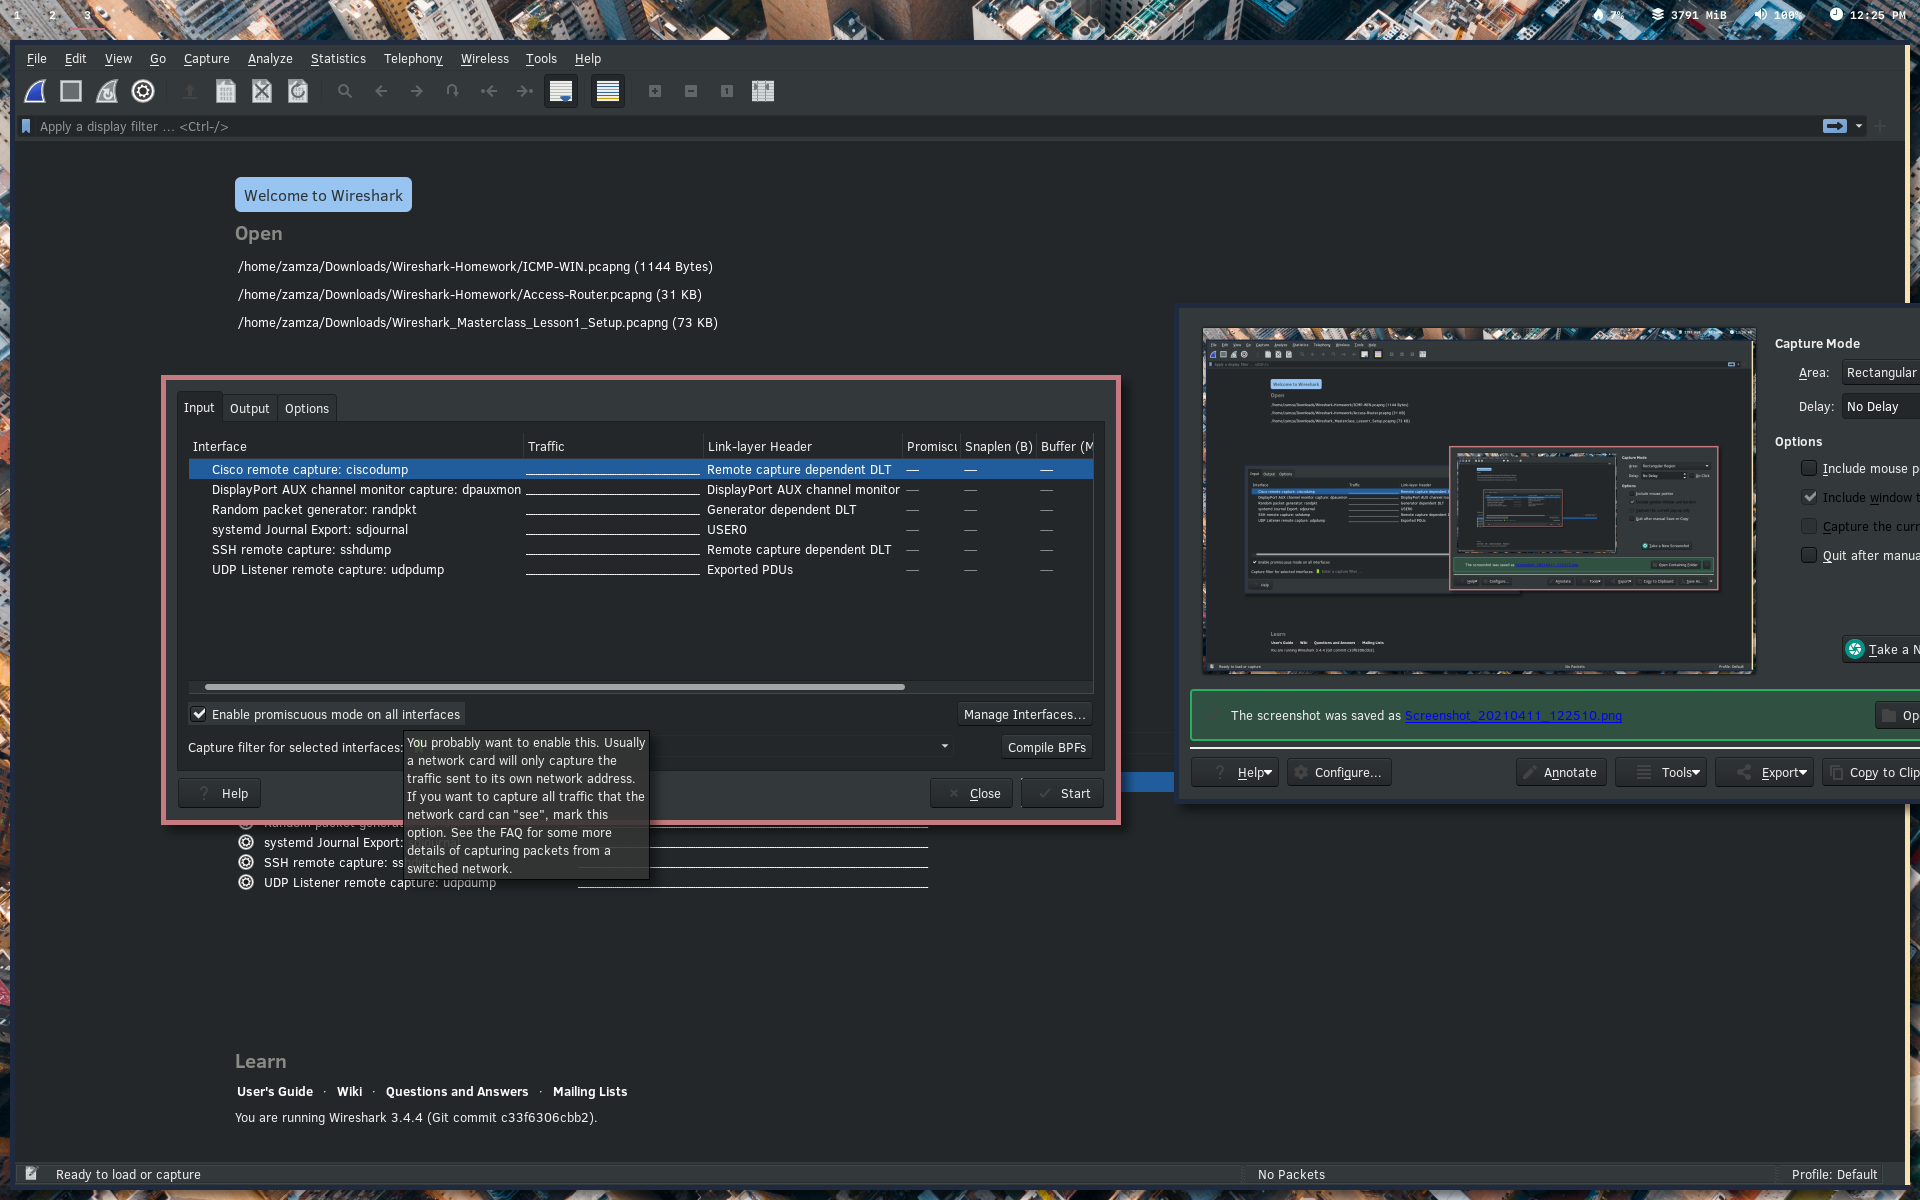 1 2 3
7% 3791 MiB 100% 12:25 PM
File Edit View Go Capture Analyze Statistics Telephony Wireless Tools Help
Apply a display filter … <Ctrl-/>
Welcome to Wireshark
Open
/home/zamza/Downloads/Wireshark-Homework/ICMP-WIN.pcapng (1144 Bytes)
/home/zamza/Downloads/Wireshark-Homework/Access-Router.pcapng (31 KB)
/home/zamza/Downloads/Wireshark_Masterclass_Lesson1_Setup.pcapng (73 KB)
Input Output Options
Interface Traffic Link-layer Header Promiscu Snaplen (B) Buffer (M
Cisco remote capture: ciscodump Remote capture dependent DLT — — —
DisplayPort AUX channel monitor capture: dpauxmon DisplayPort AUX channel monitor — — —
Random packet generator: randpkt Generator dependent DLT — — —
systemd Journal Export: sdjournal USER0 — — —
SSH remote capture: sshdump Remote capture dependent DLT — — —
UDP Listener remote capture: udpdump Exported PDUs — — —
Enable promiscuous mode on all interfaces
Manage Interfaces…
Capture filter for selected interfaces:
Compile BPFs
You probably want to enable this. Usually
a network card will only capture the
traffic sent to its own network address.
If you want to capture all traffic that the
network card can "see", mark this
option. See the FAQ for some more
details of capturing packets from a
switched network.
Help Close Start
systemd Journal Export:
SSH remote capture: ss
UDP Listener remote capture: udpdump
Capture Mode
Area: Rectangular
Delay: No Delay
Options
Include mouse p
Include window t
Capture the curr
Quit after manua
Take a N
The screenshot was saved as Screenshot_20210411_122510.png
Op
Help Configure... Annotate Tools Export Copy to Clip
Learn
User's Guide · Wiki · Questions and Answers · Mailing Lists
You are running Wireshark 3.4.4 (Git commit c33f6306cbb2).
Ready to load or capture No Packets Profile: Default